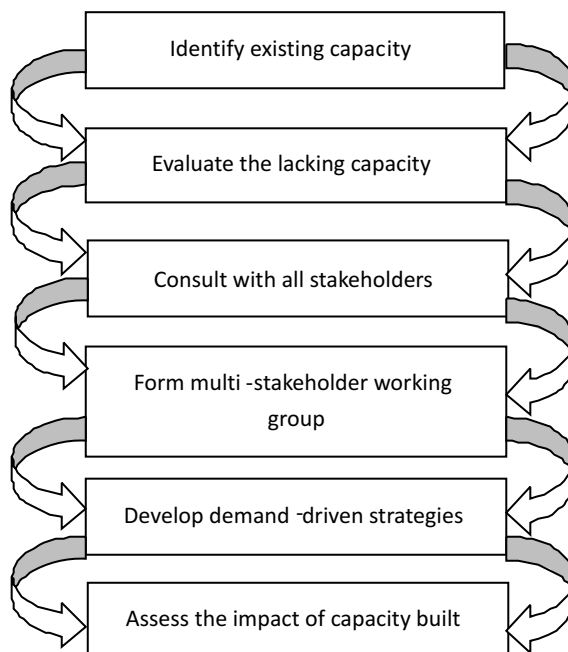 Identify existing capacity
Evaluate the lacking capacity
Consult with all stakeholders
Form multi -stakeholder working
group
Develop demand -driven strategies
Assess the impact of capacity built